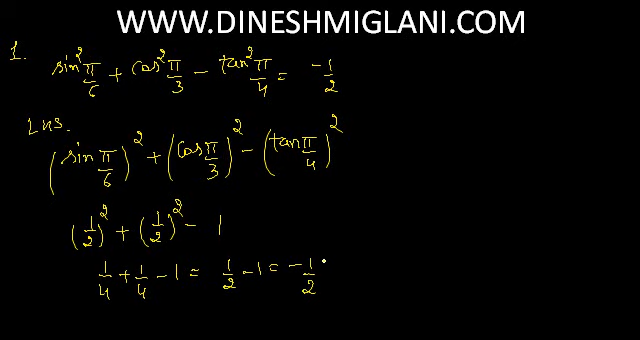 WWW.DINESHMIGLANI.COM
1. sin²π/6 + cos²π/3 − tan²π/4 = −1/2
LHS.
(sin π/6)² + (cos π/3)² − (tan π/4)²
(1/2)² + (1/2)² − 1
1/4 + 1/4 − 1 = 1/2 − 1 = −1/2